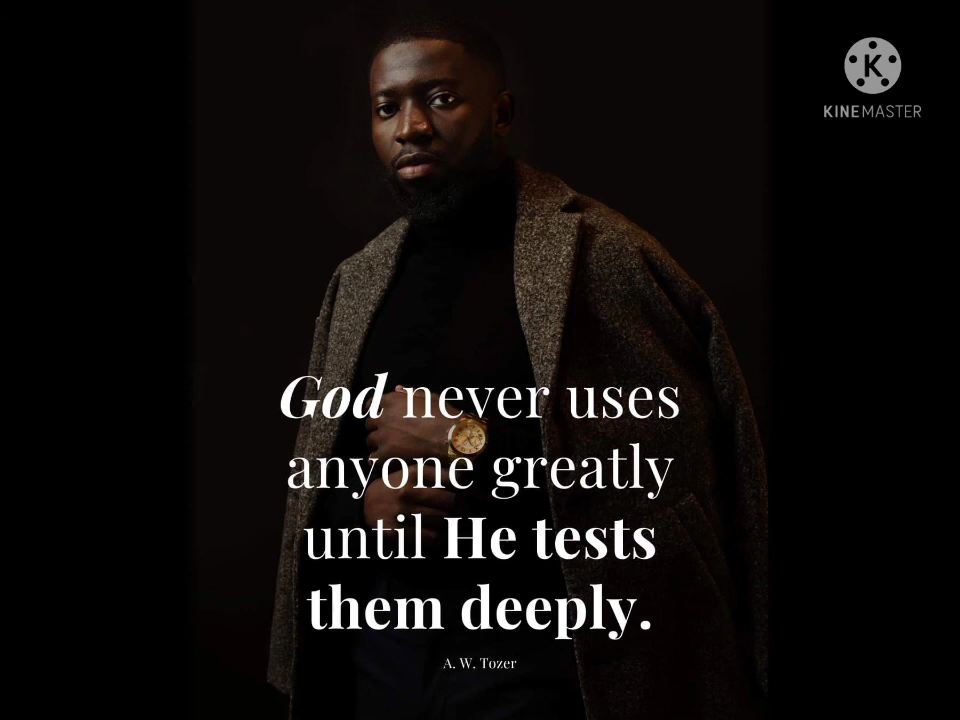 K
KINEMASTER
God never uses
anyone greatly
until He tests
them deeply.
A. W. Tozer